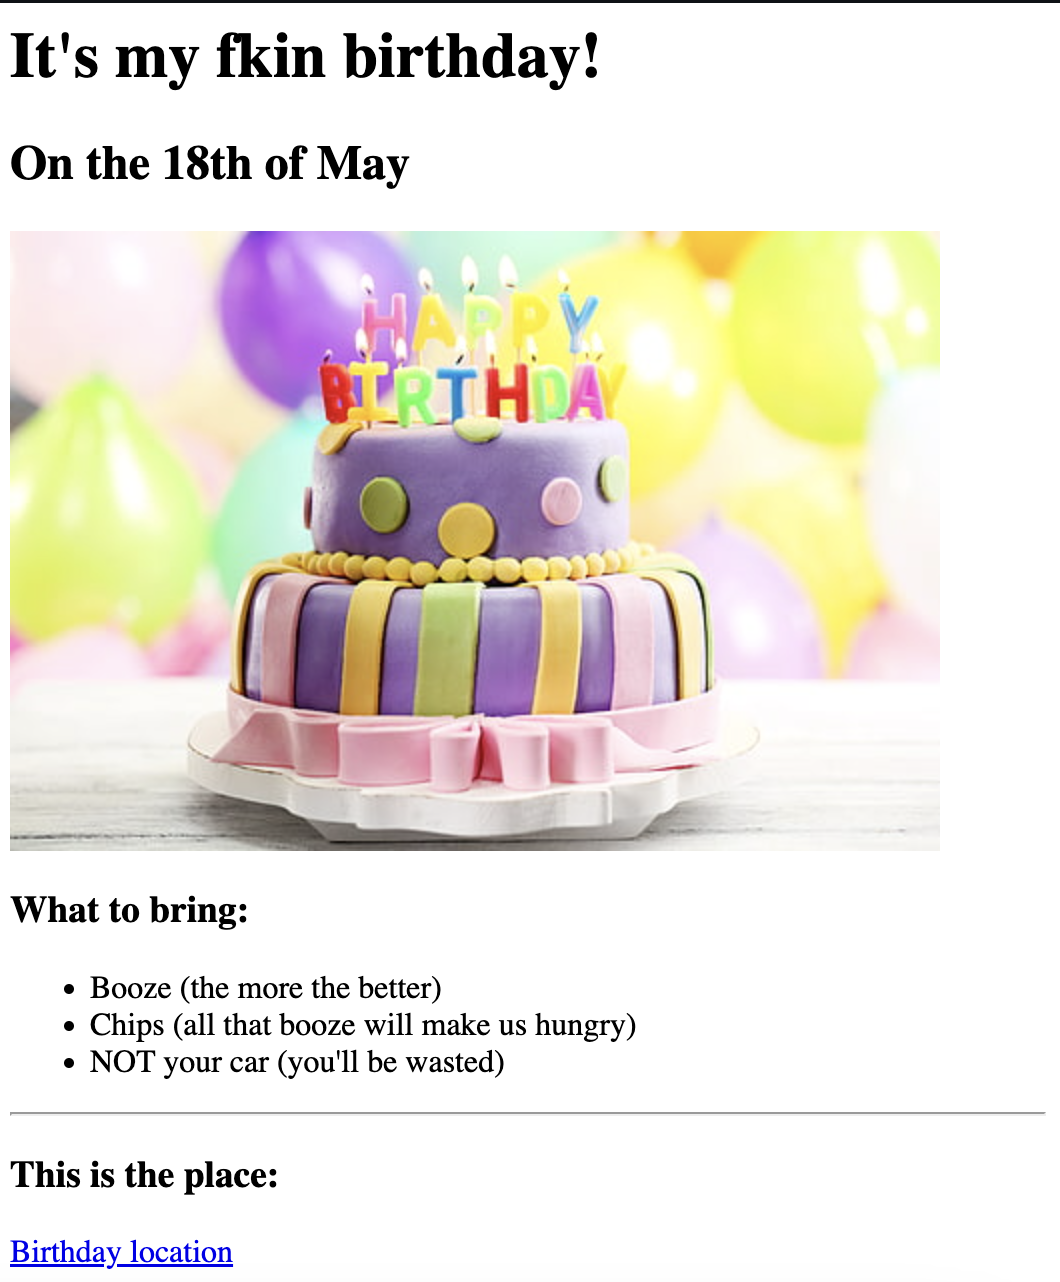 It's my fkin birthday!
On the 18th of May
HAPPY
BIRTHDAY
What to bring:
Booze (the more the better)
Chips (all that booze will make us hungry)
NOT your car (you'll be wasted)
This is the place:
Birthday location